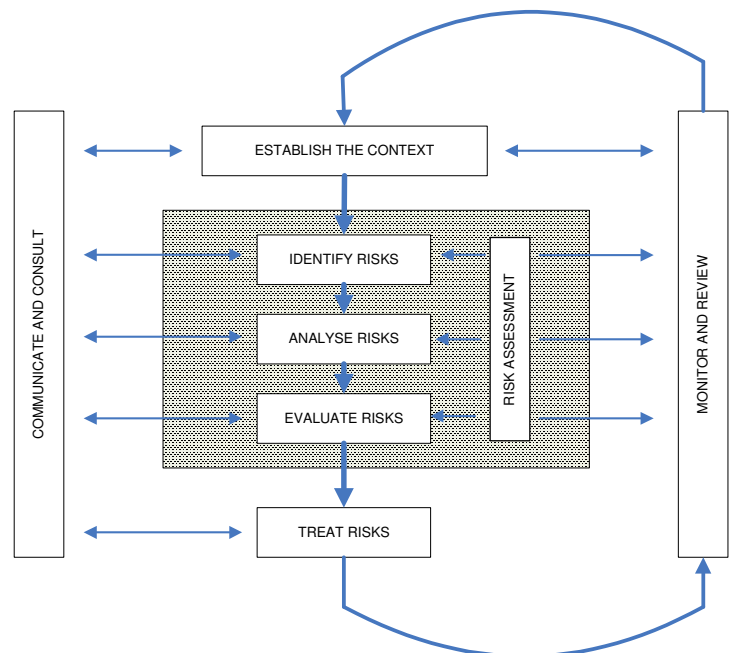 ESTABLISH THE CONTEXT
IDENTIFY RISKS
ANALYSE RISKS
EVALUATE RISKS
TREAT RISKS
COMMUNICATE AND CONSULT
RISK ASSESSMENT
MONITOR AND REVIEW